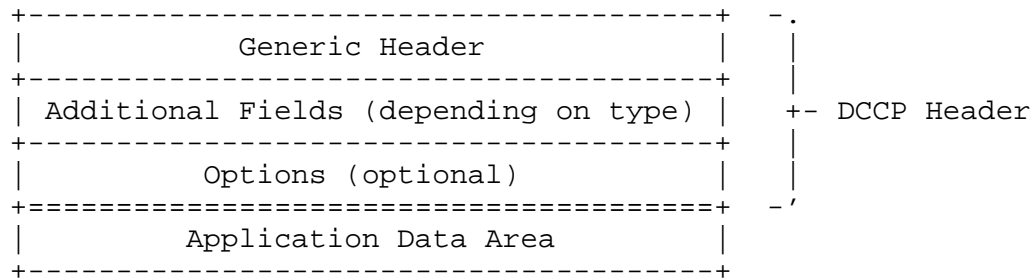 +---------------------------------------+  -.
|            Generic Header             |   |
+---------------------------------------+   |
| Additional Fields (depending on type) |   +- DCCP Header
+---------------------------------------+   |
|          Options (optional)           |   |
+=======================================+  -'
|         Application Data Area         |
+---------------------------------------+